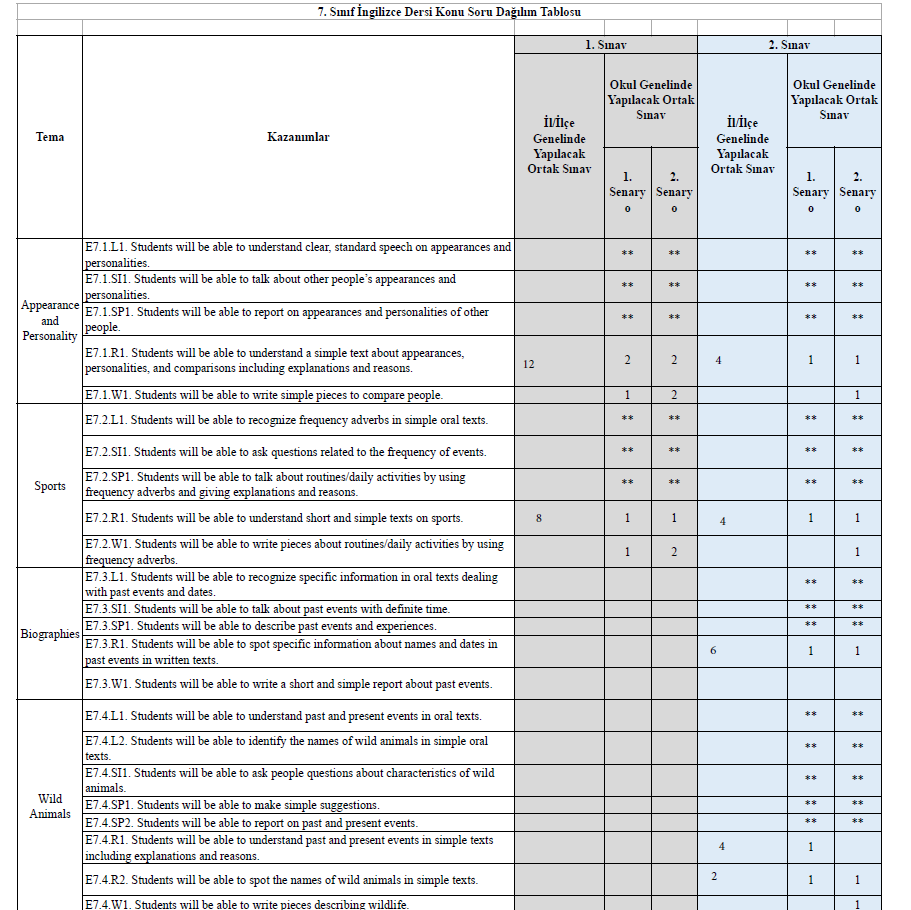 7. Sınıf İngilizce Dersi Konu Soru Dağılım Tablosu
1. Sınav 2. Sınav
Tema Kazanımlar
İl/İlçe
Genelinde
Yapılacak
Ortak Sınav
Okul Genelinde
Yapılacak Ortak
Sınav
1.
Senary
o
2.
Senary
o
İl/İlçe
Genelinde
Yapılacak
Ortak Sınav
Okul Genelinde
Yapılacak Ortak
Sınav
1.
Senary
o
2.
Senary
o
Appearance
and
Personality
E7.1.L1. Students will be able to understand clear, standard speech on appearances and
personalities.
** ** ** **
E7.1.SI1. Students will be able to talk about other people’s appearances and
personalities.
** ** ** **
E7.1.SP1. Students will be able to report on appearances and personalities of other
people.
** ** ** **
E7.1.R1. Students will be able to understand a simple text about appearances,
personalities, and comparisons including explanations and reasons.
12 2 2 4 1 1
E7.1.W1. Students will be able to write simple pieces to compare people. 1 2 1
Sports
E7.2.L1. Students will be able to recognize frequency adverbs in simple oral texts. ** ** ** **
E7.2.SI1. Students will be able to ask questions related to the frequency of events. ** ** ** **
E7.2.SP1. Students will be able to talk about routines/daily activities by using
frequency adverbs and giving explanations and reasons.
** ** ** **
E7.2.R1. Students will be able to understand short and simple texts on sports. 8 1 1 4 1 1
E7.2.W1. Students will be able to write pieces about routines/daily activities by using
frequency adverbs.
1 2 1
Biographies
E7.3.L1. Students will be able to recognize specific information in oral texts dealing
with past events and dates.
** **
E7.3.SI1. Students will be able to talk about past events with definite time. ** **
E7.3.SP1. Students will be able to describe past events and experiences. ** **
E7.3.R1. Students will be able to spot specific information about names and dates in
past events in written texts.
6 1 1
E7.3.W1. Students will be able to write a short and simple report about past events.
Wild
Animals
E7.4.L1. Students will be able to understand past and present events in oral texts. ** **
E7.4.L2. Students will be able to identify the names of wild animals in simple oral
texts.
** **
E7.4.SI1. Students will be able to ask people questions about characteristics of wild
animals.
** **
E7.4.SP1. Students will be able to make simple suggestions. ** **
E7.4.SP2. Students will be able to report on past and present events. ** **
E7.4.R1. Students will be able to understand past and present events in simple texts
including explanations and reasons.
4 1
E7.4.R2. Students will be able to spot the names of wild animals in simple texts. 2 1 1
E7.4.W1. Students will be able to write pieces describing wildlife. 1